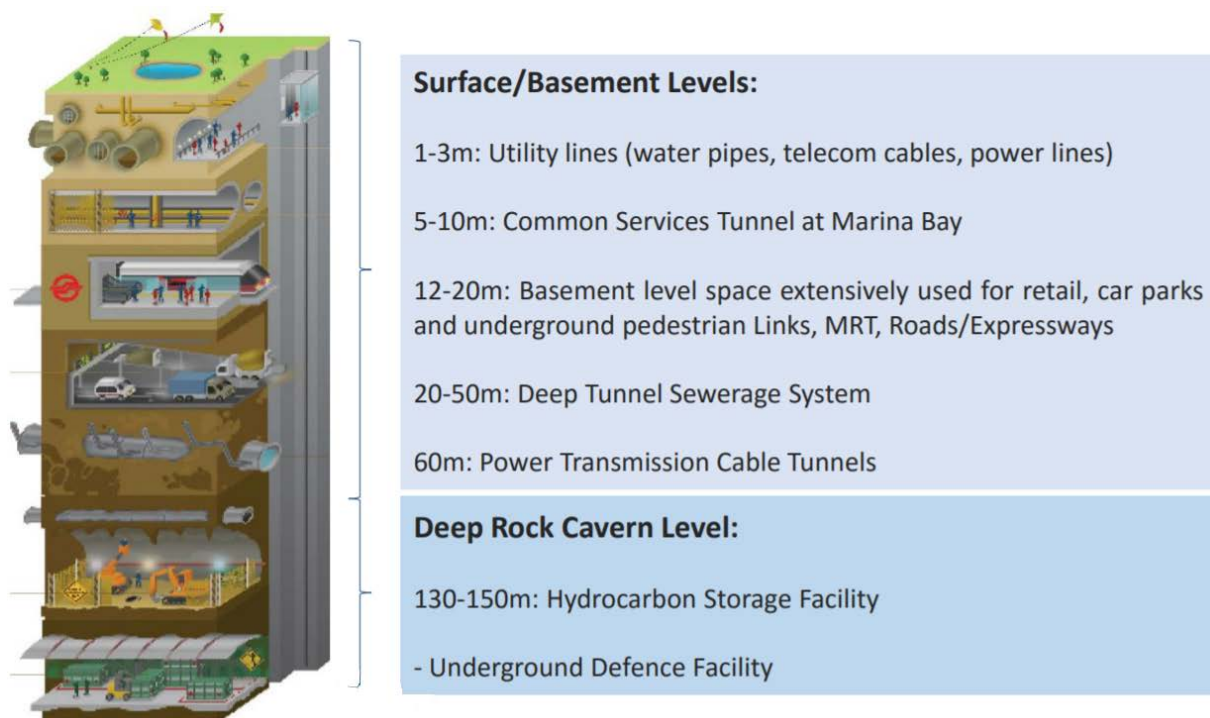 Surface/Basement Levels:
1-3m: Utility lines (water pipes, telecom cables, power lines)
5-10m: Common Services Tunnel at Marina Bay
12-20m: Basement level space extensively used for retail, car parks
and underground pedestrian Links, MRT, Roads/Expressways
20-50m: Deep Tunnel Sewerage System
60m: Power Transmission Cable Tunnels
Deep Rock Cavern Level:
130-150m: Hydrocarbon Storage Facility
- Underground Defence Facility